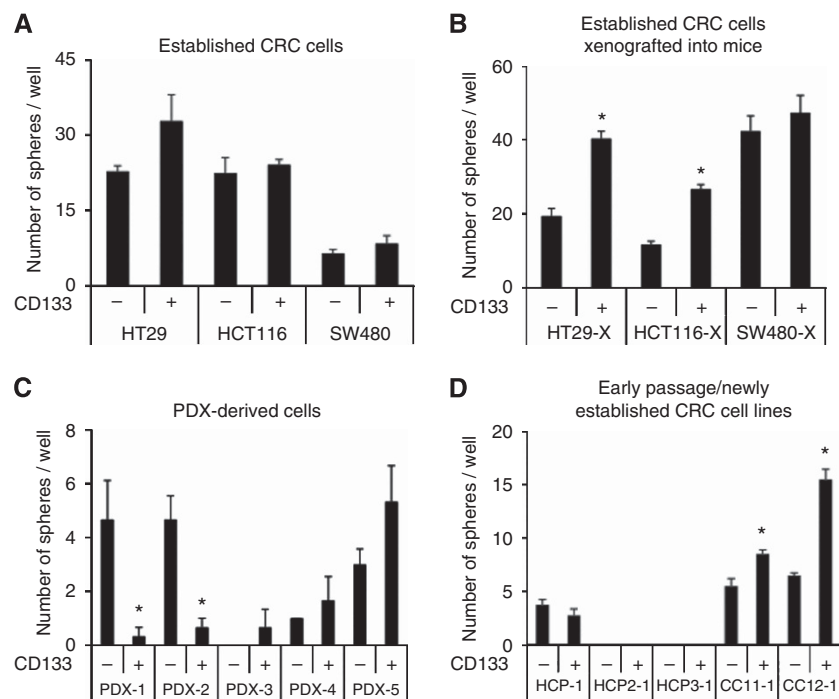 A
Established CRC cells
Number of spheres / well
45
30
15
0
CD133 – + – + – +
HT29 HCT116 SW480
B
Established CRC cells
xenografted into mice
Number of spheres / well
60
40
20
0
* *
CD133 – + – + – +
HT29-X HCT116-X SW480-X
C
PDX-derived cells
Number of spheres / well
8
6
4
2
0
* *
CD133 – + – + – + – + – +
PDX-1 PDX-2 PDX-3 PDX-4 PDX-5
D
Early passage/newly
established CRC cell lines
Number of spheres / well
20
15
10
5
0
* *
CD133 – + – + – + – + – +
HCP-1 HCP2-1 HCP3-1 CC11-1 CC12-1